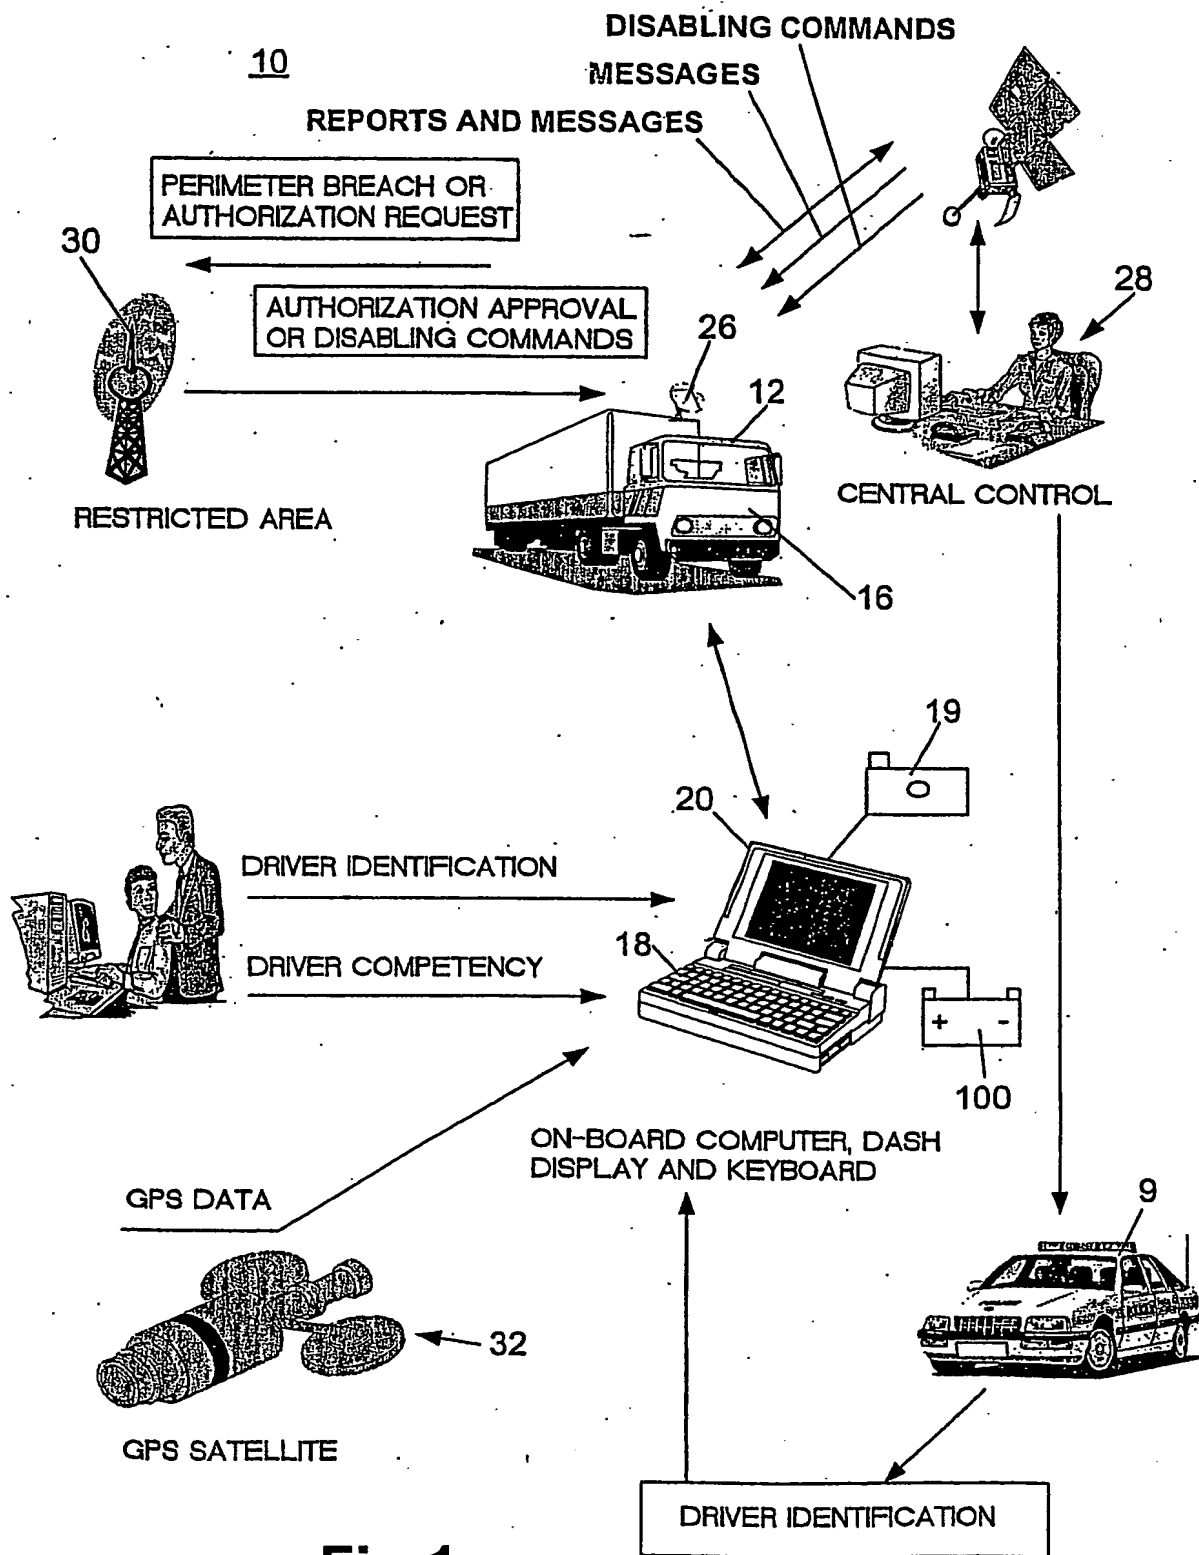 DISABLING COMMANDS
10
MESSAGES
REPORTS AND MESSAGES
PERIMETER BREACH OR
AUTHORIZATION REQUEST
30
28
AUTHORIZATION APPROVAL
OR DISABLING COMMANDS
26
12
CENTRAL CONTROL
RESTRICTED AREA
16
19
20
DRIVER IDENTIFICATION
18
DRIVER COMPETENCY
+ -
100
ON-BOARD COMPUTER, DASH
DISPLAY AND KEYBOARD
GPS DATA
9
32
GPS SATELLITE
DRIVER IDENTIFICATION
Fig. 1